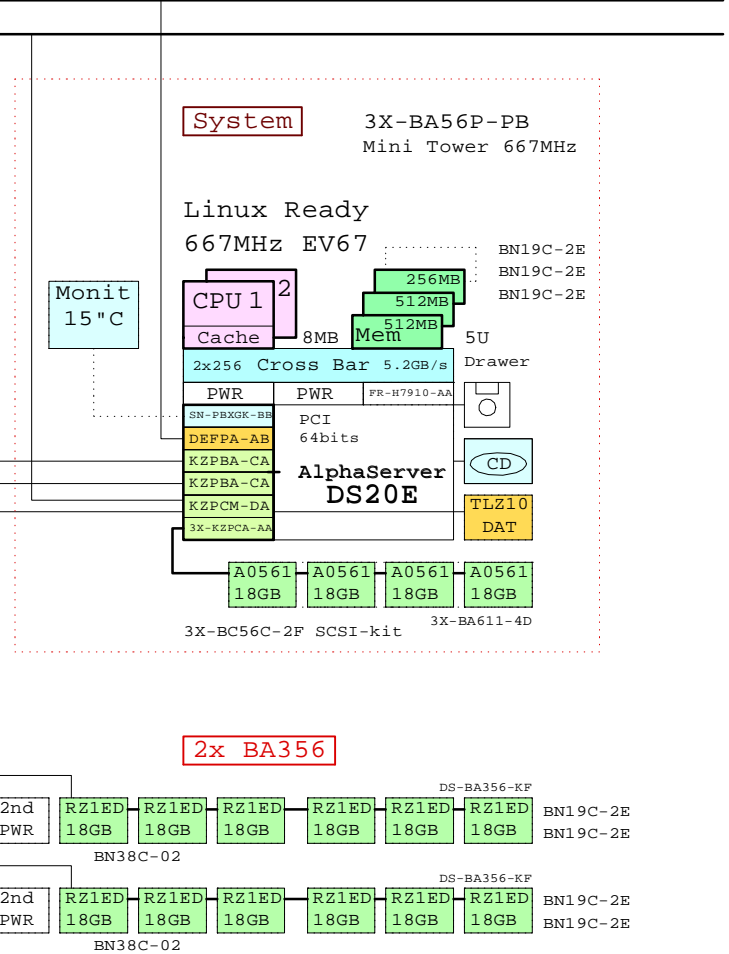 System
3X-BA56P-PB
Mini Tower 667MHz
Linux Ready
667MHz EV67
BN19C-2E
BN19C-2E
BN19C-2E
Monit
15"C
CPU 1
2
Cache
8MB
256MB
512MB
512MB
Mem
5U
Drawer
2x256 Cross Bar 5.2GB/s
PWR
PWR
FR-H7910-AA
SN-PBXGK-BB
DEFPA-AB
KZPBA-CA
KZPBA-CA
KZPCM-DA
3X-KZPCA-AA
PCI
64bits
AlphaServer
DS20E
CD
TLZ10
DAT
A0561 A0561 A0561 A0561
18GB 18GB 18GB 18GB
3X-BA611-4D
3X-BC56C-2F SCSI-kit
2x BA356
DS-BA356-KF
2nd RZ1ED RZ1ED RZ1ED RZ1ED RZ1ED RZ1ED BN19C-2E
PWR 18GB 18GB 18GB 18GB 18GB 18GB BN19C-2E
BN38C-02
DS-BA356-KF
2nd RZ1ED RZ1ED RZ1ED RZ1ED RZ1ED RZ1ED BN19C-2E
PWR 18GB 18GB 18GB 18GB 18GB 18GB BN19C-2E
BN38C-02